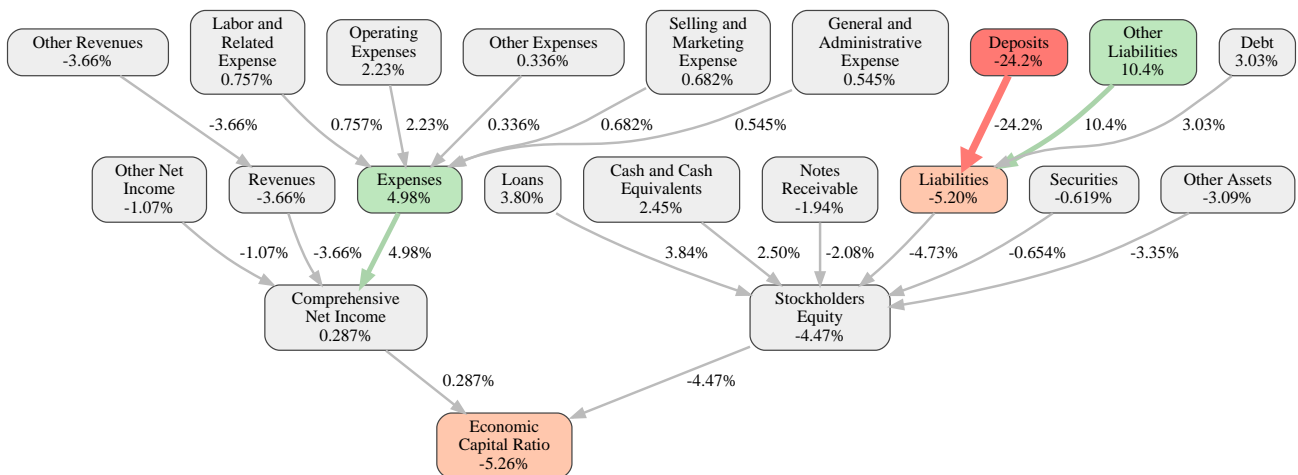 Other Revenues
-3.66%
Labor and
Related
Expense
0.757%
Operating
Expenses
2.23%
Other Expenses
0.336%
Selling and
Marketing
Expense
0.682%
General and
Administrative
Expense
0.545%
Deposits
-24.2%
Other
Liabilities
10.4%
Debt
3.03%
-3.66%
0.757%
2.23%
0.336%
0.682%
0.545%
-24.2%
10.4%
3.03%
Other Net
Income
-1.07%
Revenues
-3.66%
Expenses
4.98%
Loans
3.80%
Cash and Cash
Equivalents
2.45%
Notes
Receivable
-1.94%
Liabilities
-5.20%
Securities
-0.619%
Other Assets
-3.09%
-1.07%
-3.66%
4.98%
3.84%
2.50%
-2.08%
-4.73%
-0.654%
-3.35%
Comprehensive
Net Income
0.287%
Stockholders
Equity
-4.47%
0.287%
-4.47%
Economic
Capital Ratio
-5.26%